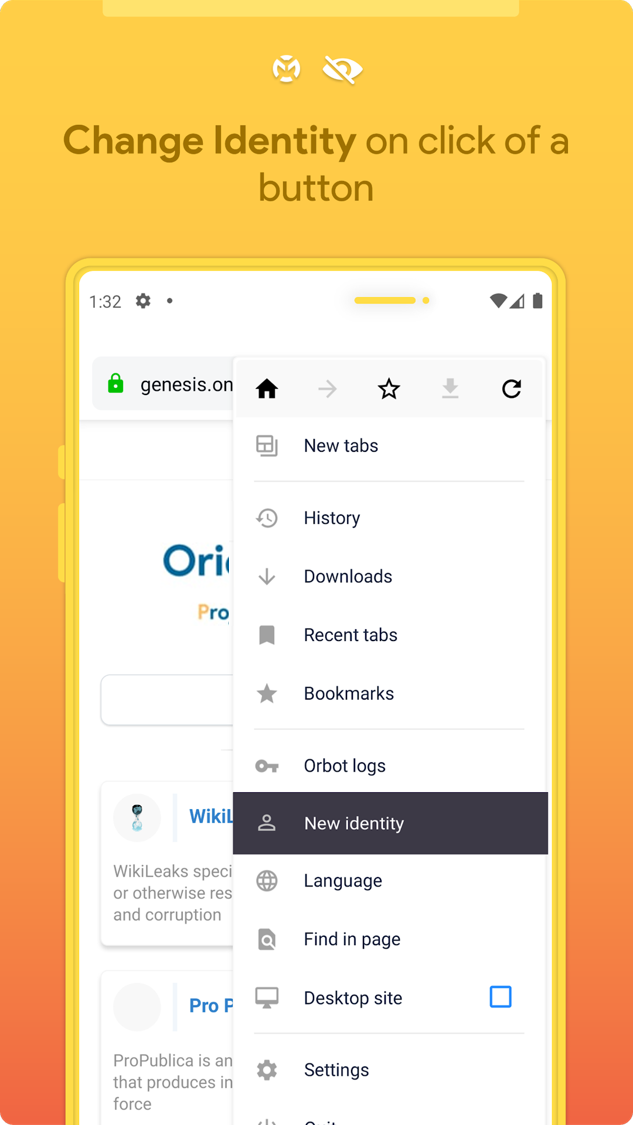 Change Identity on click of a
button
1:32
genesis.on
New tabs
History
Downloads
Recent tabs
Bookmarks
Orbot logs
New identity
Language
Find in page
Desktop site
Settings
Ori
Pro
WikiL
WikiLeaks speci
or otherwise res
and corruption
Pro P
ProPublica is an
that produces in
force